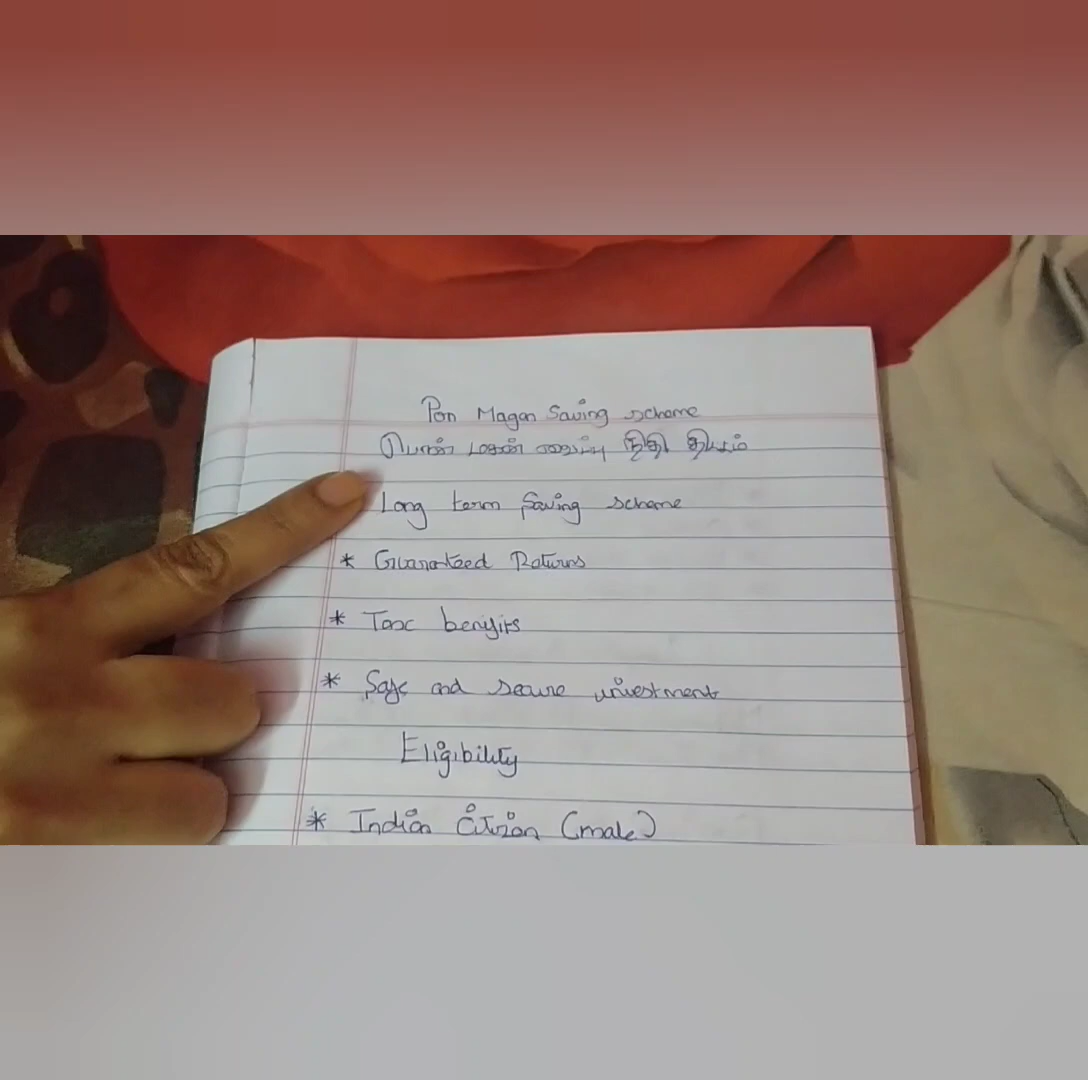 Pon Magan Saving scheme
பொன் மகன் வைப்பு நிதி திட்டம்
Long term Saving scheme
* Guaranteed Returns
* Tax benifits
* Safe and secure investment
Eligibility
* Indian Citizen (male)